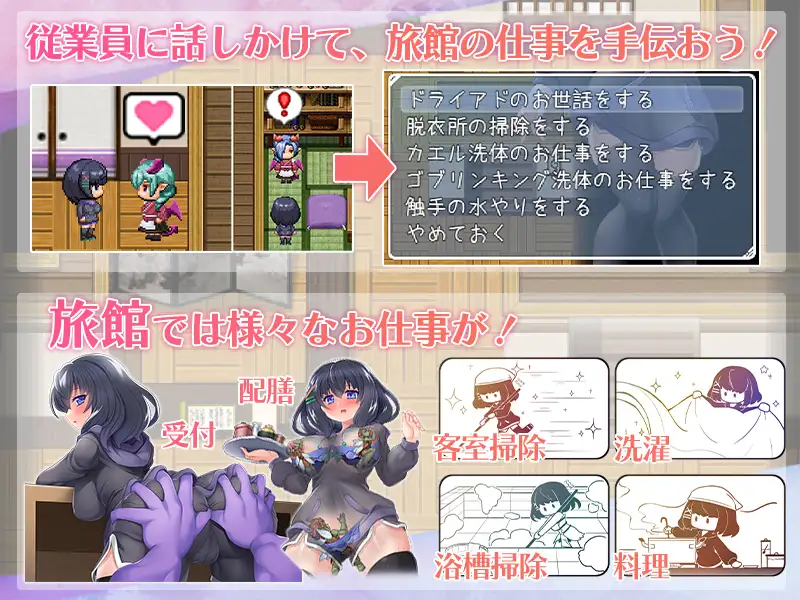 従業員に話しかけて、旅館の仕事を手伝おう！
ドライアドのお世話をする
脱衣所の掃除をする
カエル洗体のお仕事をする
ゴブリンキング洗体のお仕事をする
触手の水やりをする
やめておく
旅館では様々なお仕事が！
配膳
受付
客室掃除
洗濯
浴槽掃除
料理